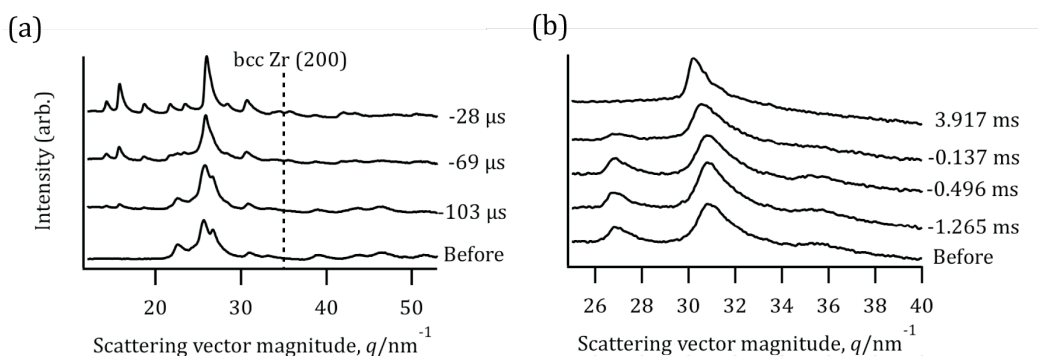 (a)
bcc Zr (200)
Intensity (arb.)
-28 μs
-69 μs
-103 μs
Before
20 30 40 50
Scattering vector magnitude, q/nm⁻¹
(b)
3.917 ms
-0.137 ms
-0.496 ms
-1.265 ms
Before
26 28 30 32 34 36 38 40
Scattering vector magnitude, q/nm⁻¹